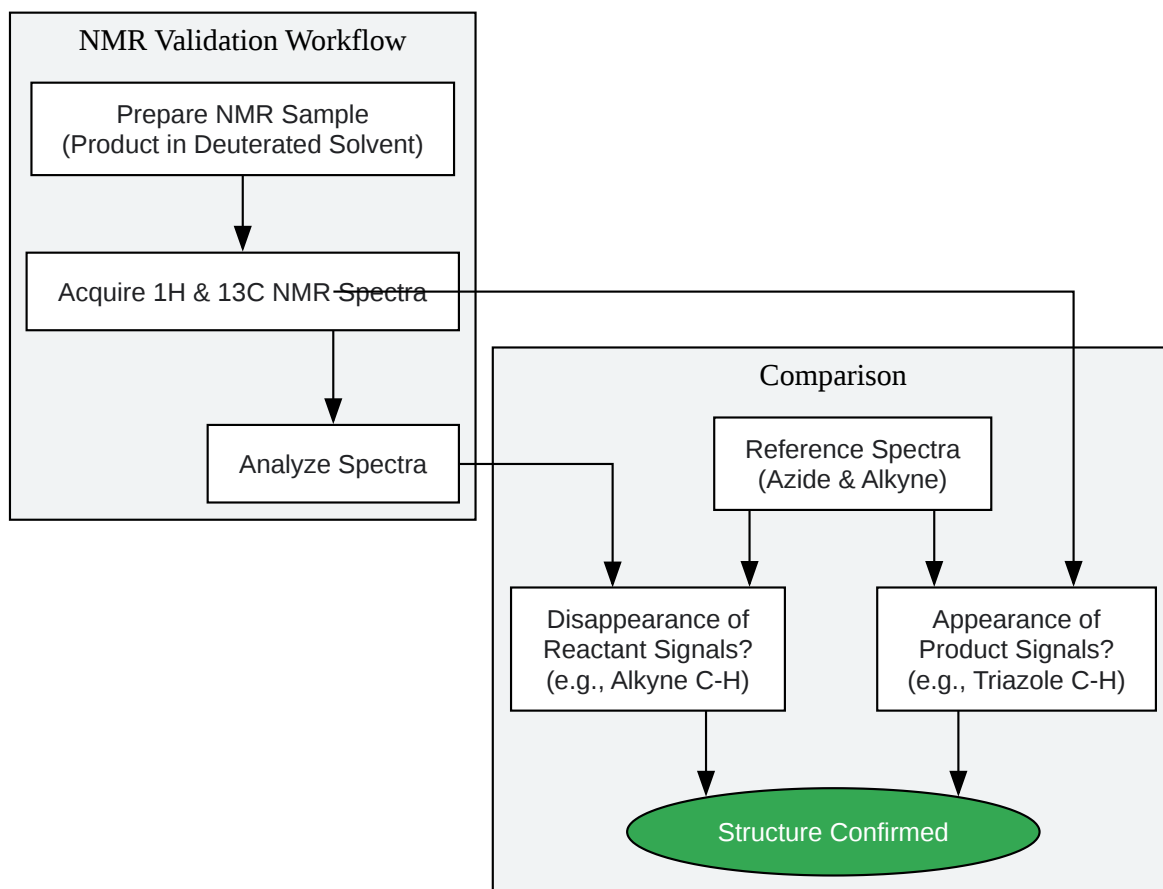 NMR Validation Workflow
Prepare NMR Sample
(Product in Deuterated Solvent)
Acquire 1H & 13C NMR Spectra
Analyze Spectra
Comparison
Reference Spectra
(Azide & Alkyne)
Disappearance of
Reactant Signals?
(e.g., Alkyne C-H)
Appearance of
Product Signals?
(e.g., Triazole C-H)
Structure Confirmed